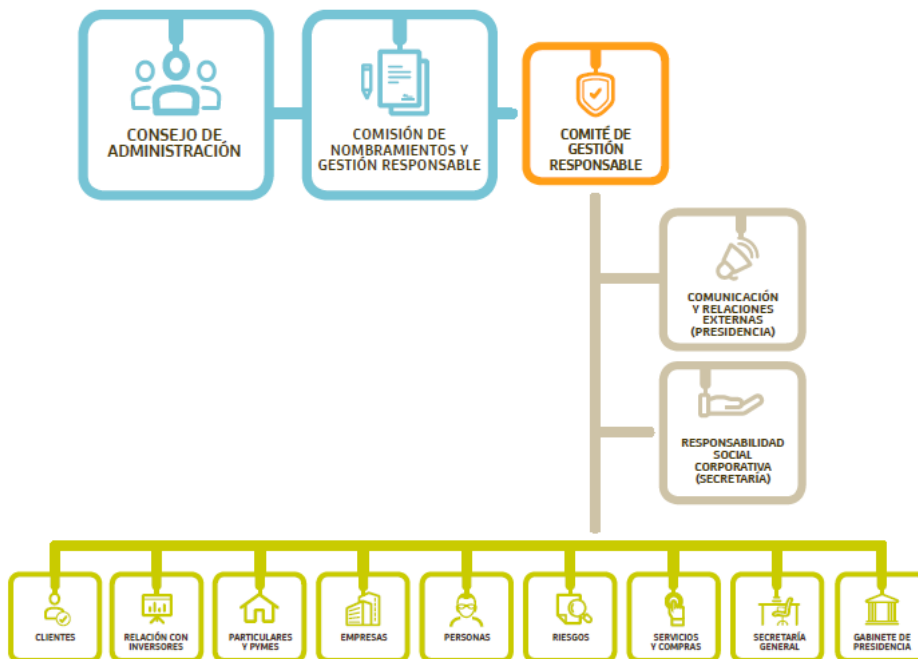 CONSEJO DE
ADMINISTRACIÓN
COMISIÓN DE
NOMBRAMIENTOS Y
GESTIÓN RESPONSABLE
COMITÉ DE
GESTIÓN
RESPONSABLE
COMUNICACIÓN
Y RELACIONES
EXTERNAS
(PRESIDENCIA)
RESPONSABILIDAD
SOCIAL
CORPORATIVA
(SECRETARÍA)
CLIENTES
RELACIÓN CON
INVERSORES
PARTICULARES
Y PYMES
EMPRESAS
PERSONAS
RIESGOS
SERVICIOS
Y COMPRAS
SECRETARÍA
GENERAL
GABINETE DE
PRESIDENCIA